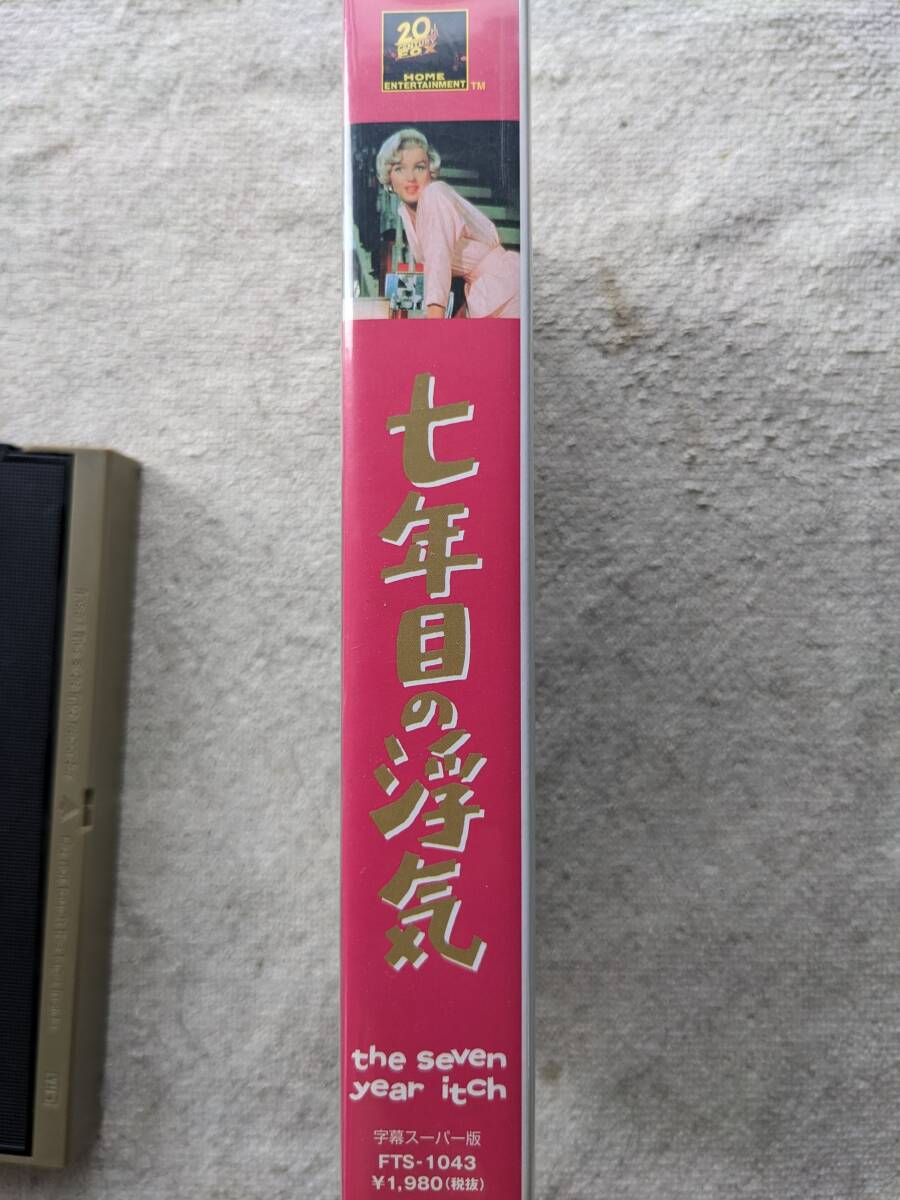 20th
CENTURY
FOX
HOME
ENTERTAINMENT
TM
七年目の浮気
the seven
year itch
字幕スーパー版
FTS-1043
¥1,980(税抜)